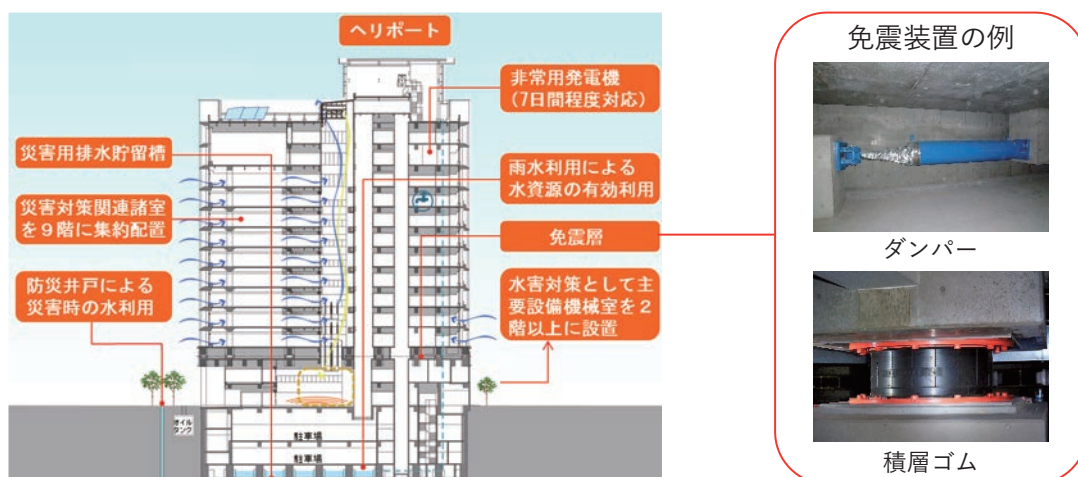 ヘリポート
非常用発電機
(7日間程度対応)
災害用排水貯留槽
雨水利用による
水資源の有効利用
災害対策関連諸室
を9階に集約配置
免震層
防災井戸による
災害時の水利用
水害対策として主
要設備機械室を2
階以上に設置
オイル
タンク
駐車場
駐車場
免震装置の例
ダンパー
積層ゴム